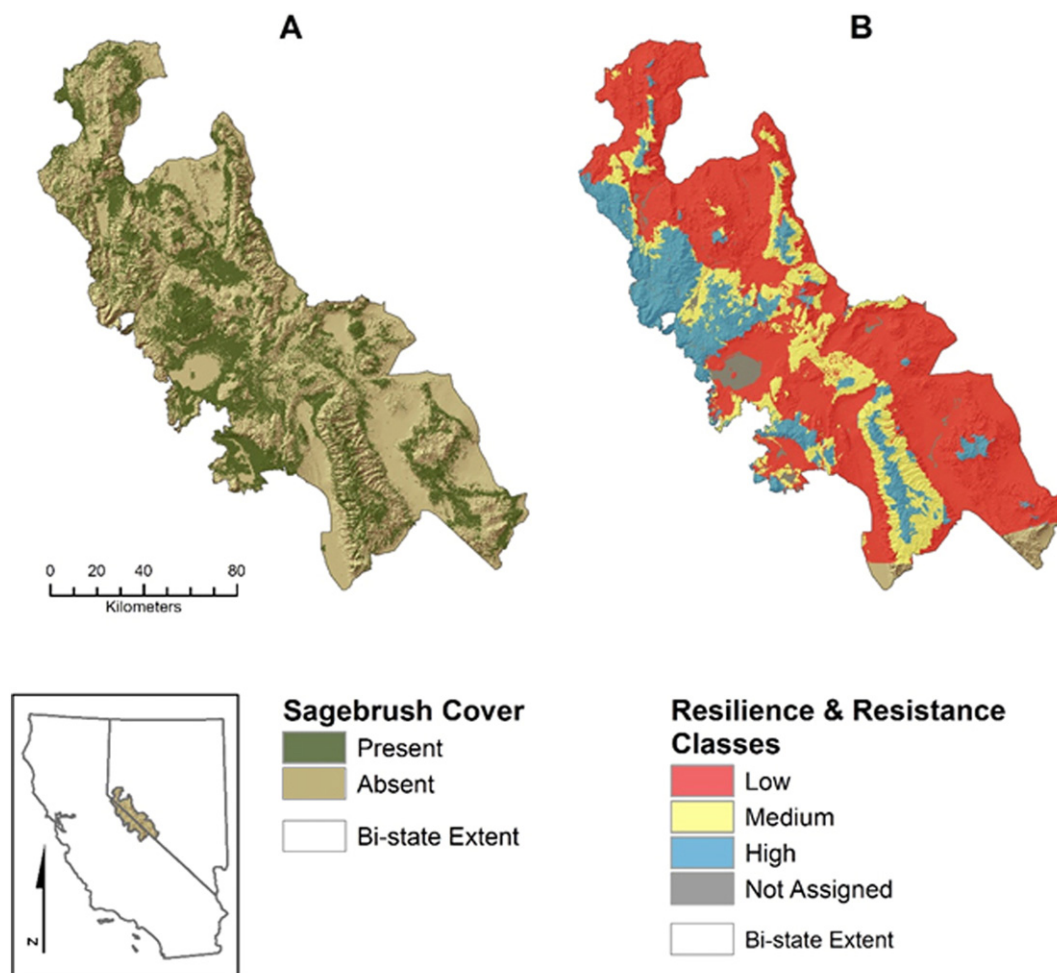 A
B
0 20 40 80
Kilometers
N
Sagebrush Cover
Present
Absent
Bi-state Extent
Resilience & Resistance
Classes
Low
Medium
High
Not Assigned
Bi-state Extent